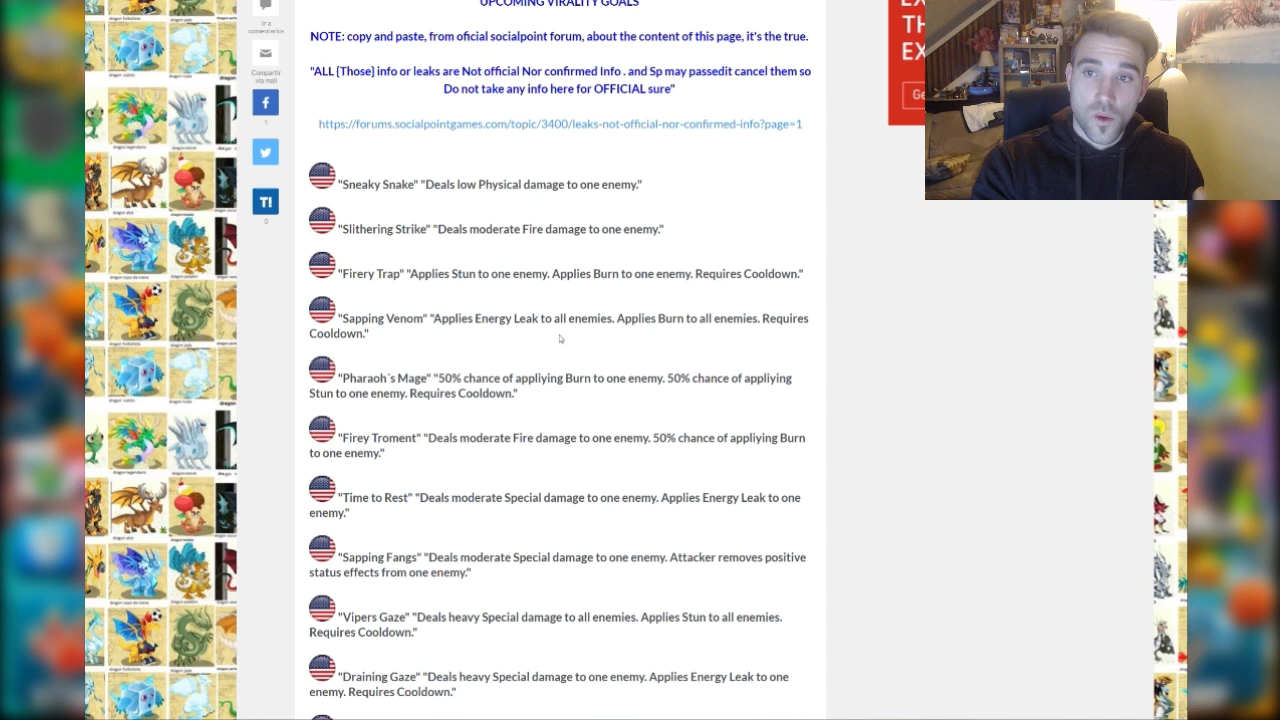 UPCOMING VIRALITY GOALS
NOTE: copy and paste, from oficial socialpoint forum, about the content of this page, it's the true.
"ALL [Those] info or leaks are Not official Nor confirmed Info . and Sp may passedit cancel them so
Do not take any info here for OFFICIAL sure"
https://forums.socialpointgames.com/topic/3400/leaks-not-official-nor-confirmed-info?page=1
"Sneaky Snake" "Deals low Physical damage to one enemy."
"Slithering Strike" "Deals moderate Fire damage to one enemy."
"Firery Trap" "Applies Stun to one enemy. Applies Burn to one enemy. Requires Cooldown."
"Sapping Venom" "Applies Energy Leak to all enemies. Applies Burn to all enemies. Requires
Cooldown."
"Pharaoh´s Mage" "50% chance of appliying Burn to one enemy. 50% chance of appliying
Stun to one enemy. Requires Cooldown."
"Firey Troment" "Deals moderate Fire damage to one enemy. 50% chance of appliying Burn
to one enemy."
"Time to Rest" "Deals moderate Special damage to one enemy. Applies Energy Leak to one
enemy."
"Sapping Fangs" "Deals moderate Special damage to one enemy. Attacker removes positive
status effects from one enemy."
"Vipers Gaze" "Deals heavy Special damage to all enemies. Applies Stun to all enemies.
Requires Cooldown."
"Draining Gaze" "Deals heavy Special damage to one enemy. Applies Energy Leak to one
enemy. Requires Cooldown."
Ir a
comentarios
Compartir
via mail
1
T!
0
EX
TH
EX
Ge